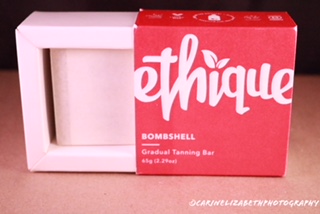 ethique
BOMBSHELL
Gradual Tanning Bar
65g (2.29oz)
@CARINELIZABETHPHOTOGRAPHY